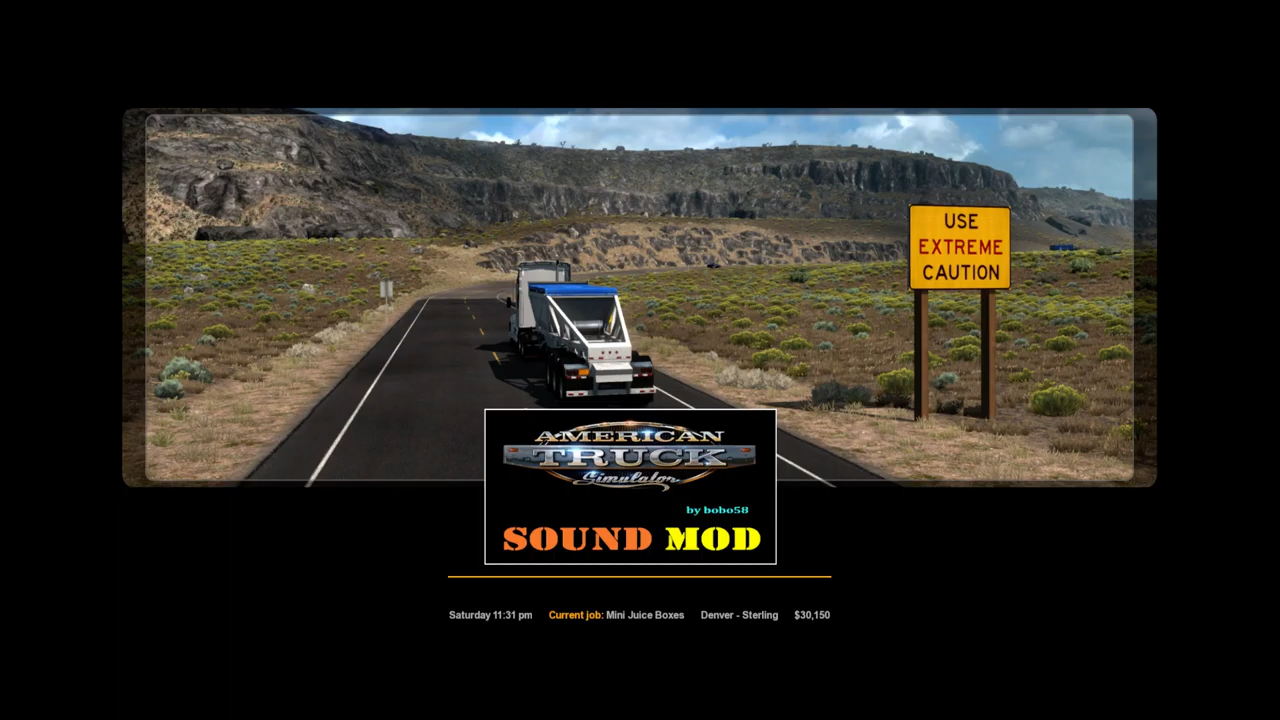 USE
EXTREME
CAUTION
AMERICAN
TRUCK
Simulator
by bobo58
SOUND MOD
Saturday 11:31 pm Current job: Mini Juice Boxes Denver - Sterling $30,150